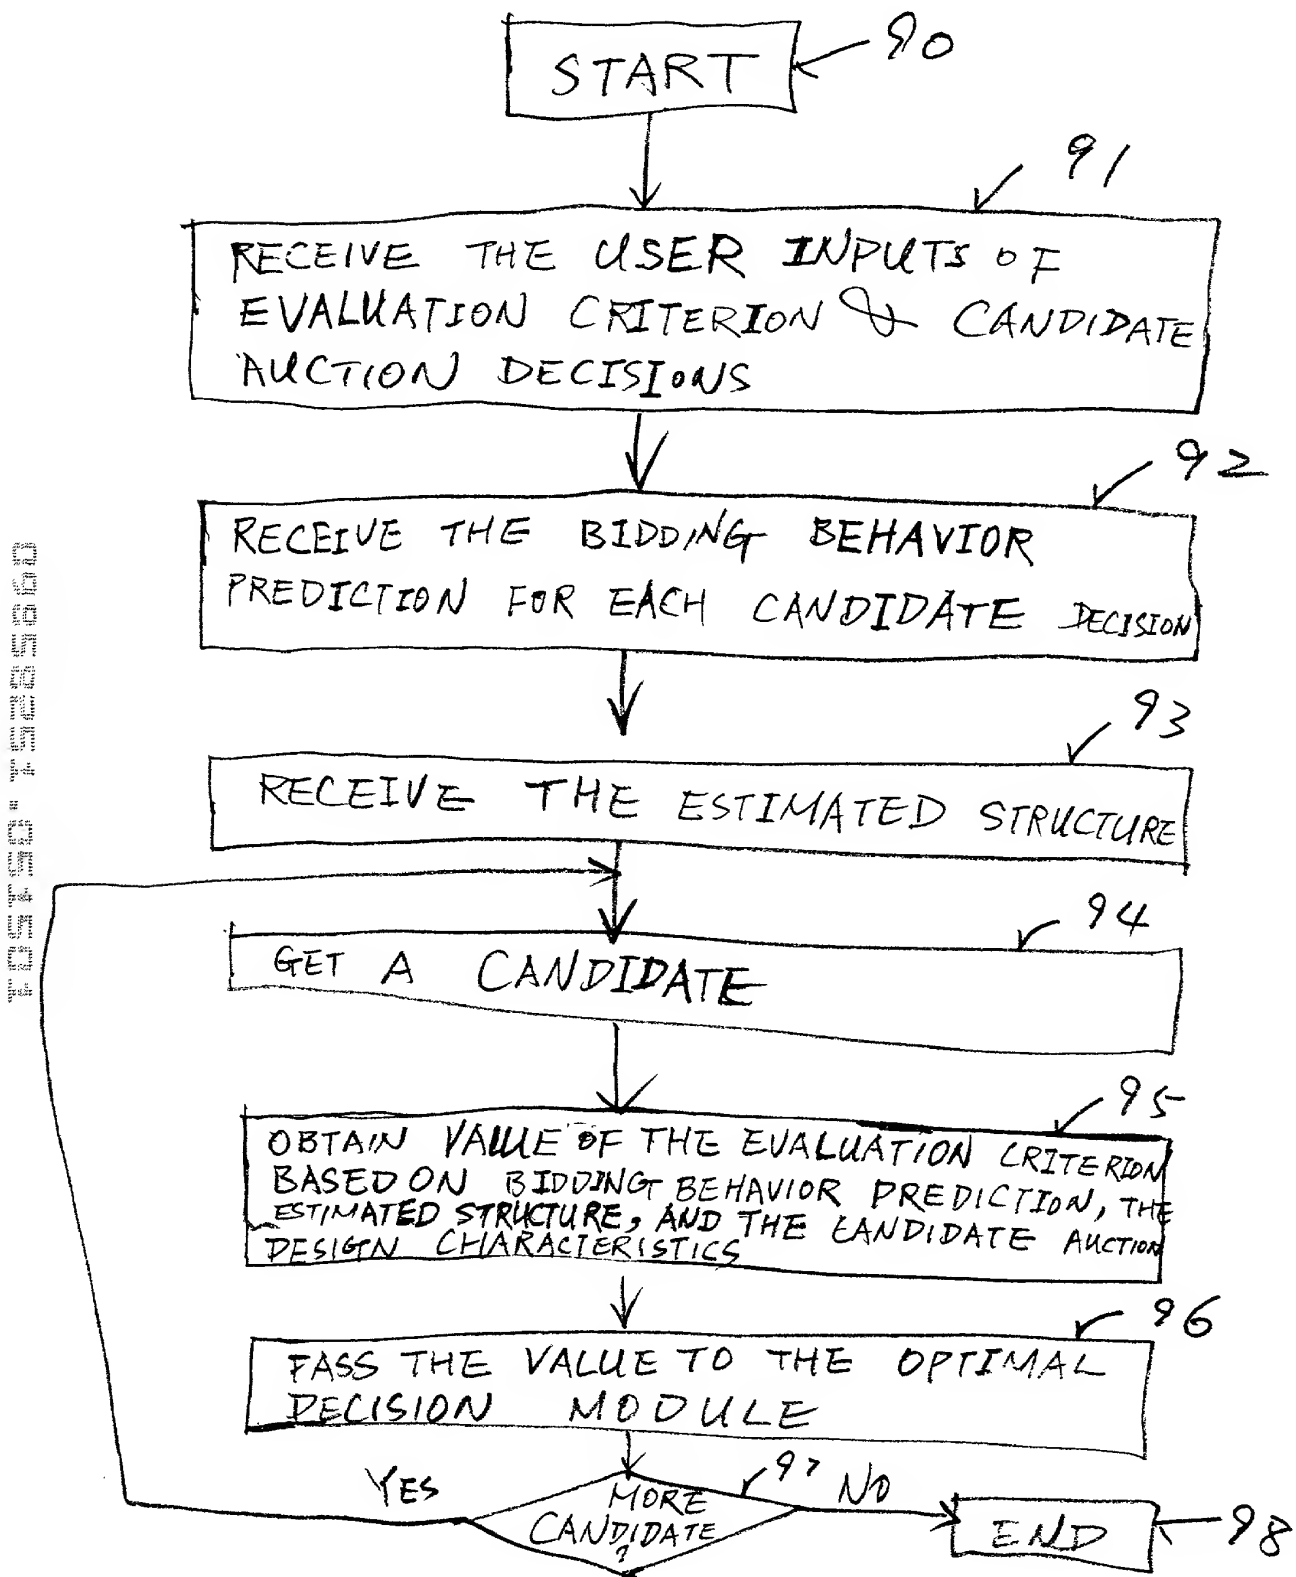 START
90
91
RECEIVE THE USER INPUTS OF
EVALUATION CRITERION & CANDIDATE
AUCTION DECISIONS
92
RECEIVE THE BIDDING BEHAVIOR
PREDICTION FOR EACH CANDIDATE DECISION
93
RECEIVE THE ESTIMATED STRUCTURE
94
GET A CANDIDATE
95
OBTAIN VALUE OF THE EVALUATION CRITERION
BASED ON BIDDING BEHAVIOR PREDICTION, THE
ESTIMATED STRUCTURE, AND THE CANDIDATE AUCTION
DESIGN CHARACTERISTICS
96
PASS THE VALUE TO THE OPTIMAL
DECISION MODULE
YES
MORE
CANDIDATE
?
97
NO
END
98
09858251.051501